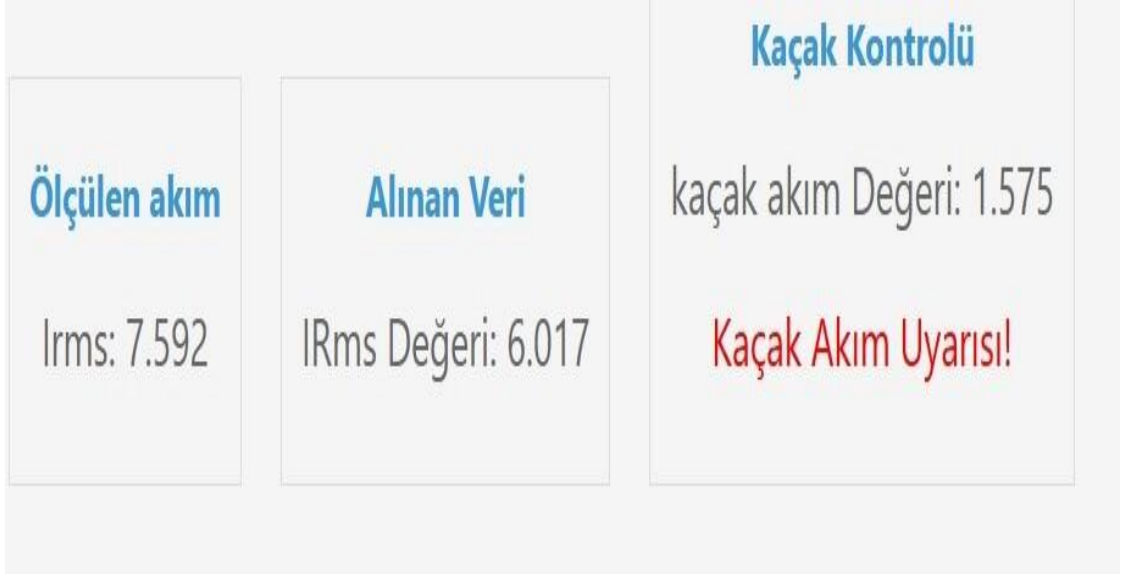 Ölçülen akım
Irms: 7.592
Alınan Veri
IRms Değeri: 6.017
Kaçak Kontrolü
kaçak akım Değeri: 1.575
Kaçak Akım Uyarısı!